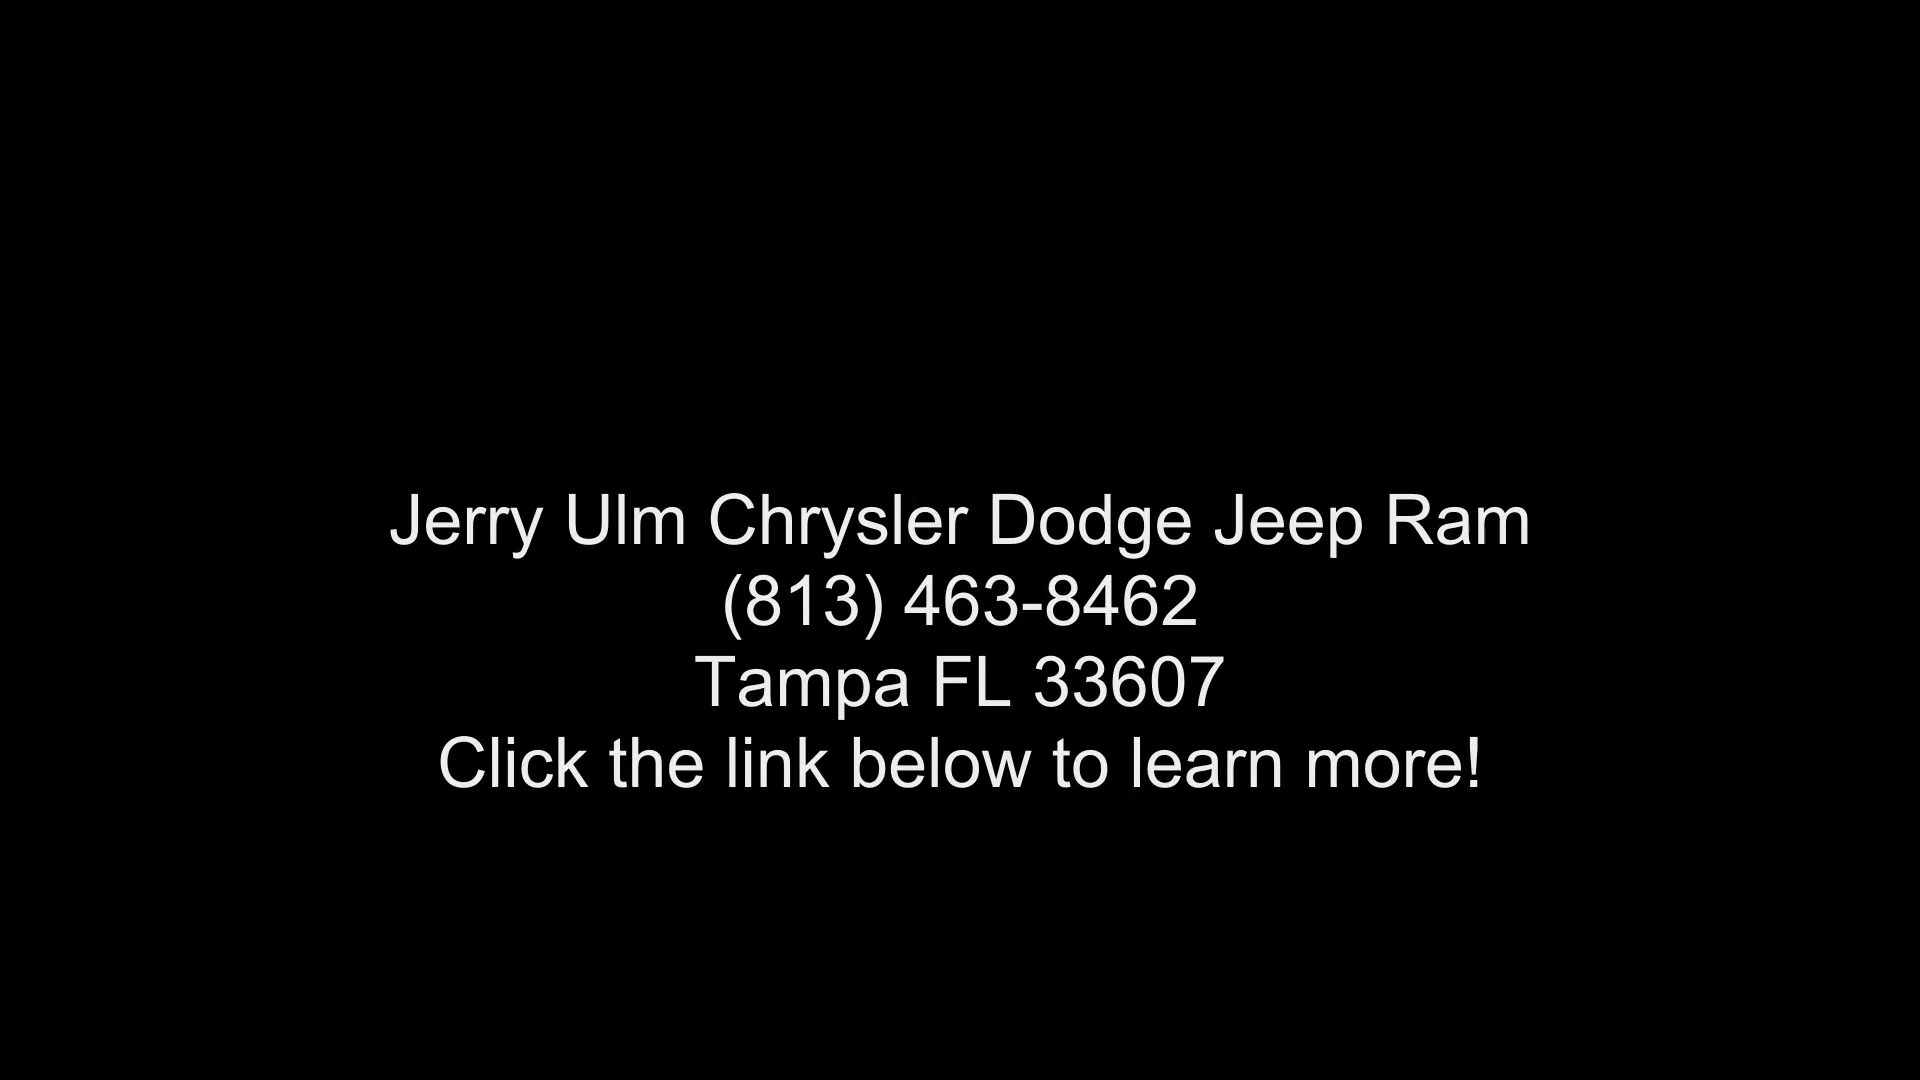 Jerry Ulm Chrysler Dodge Jeep Ram
(813) 463-8462
Tampa FL 33607
Click the link below to learn more!